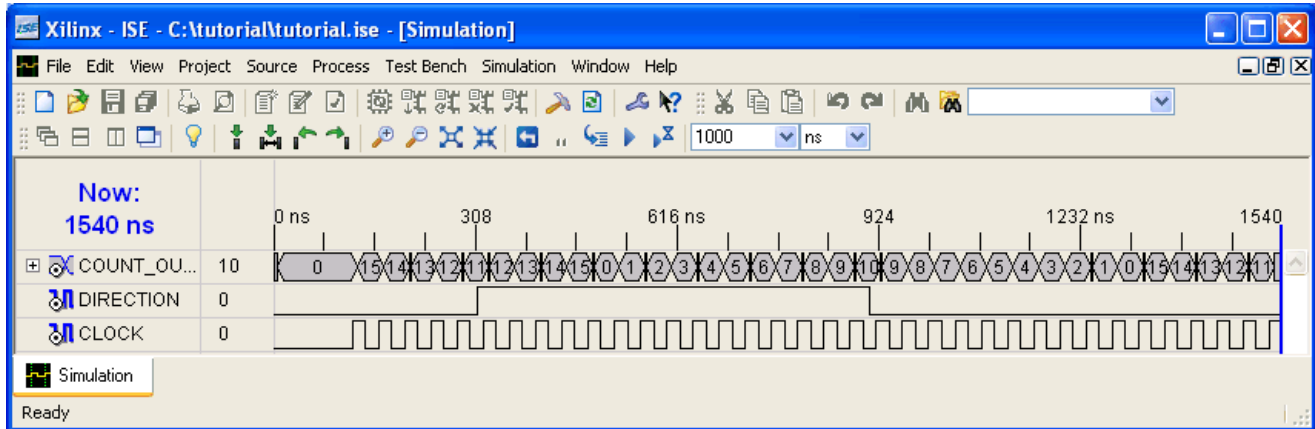 Xilinx - ISE - C:\tutorial\tutorial.ise - [Simulation]
File Edit View Project Source Process Test Bench Simulation Window Help
1000 ns
Now:
1540 ns
0 ns 308 616 ns 924 1232 ns 1540
COUNT_OU... 10 0 15 14 13 12 11 12 13 14 15 0 1 2 3 4 5 6 7 8 9 10 9 8 7 6 5 4 3 2 1 0 15 14 13 12 11
DIRECTION 0
CLOCK 0
Simulation
Ready